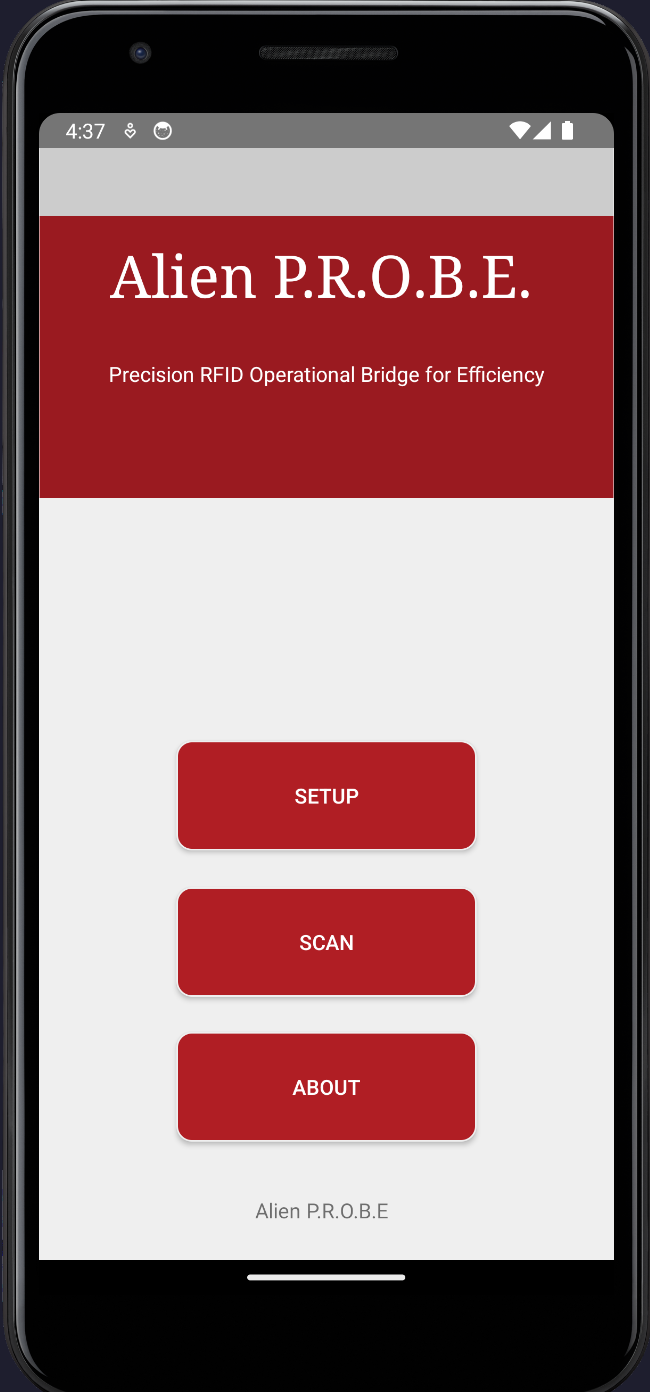 4:37
Alien P.R.O.B.E.
Precision RFID Operational Bridge for Efficiency
SETUP
SCAN
ABOUT
Alien P.R.O.B.E